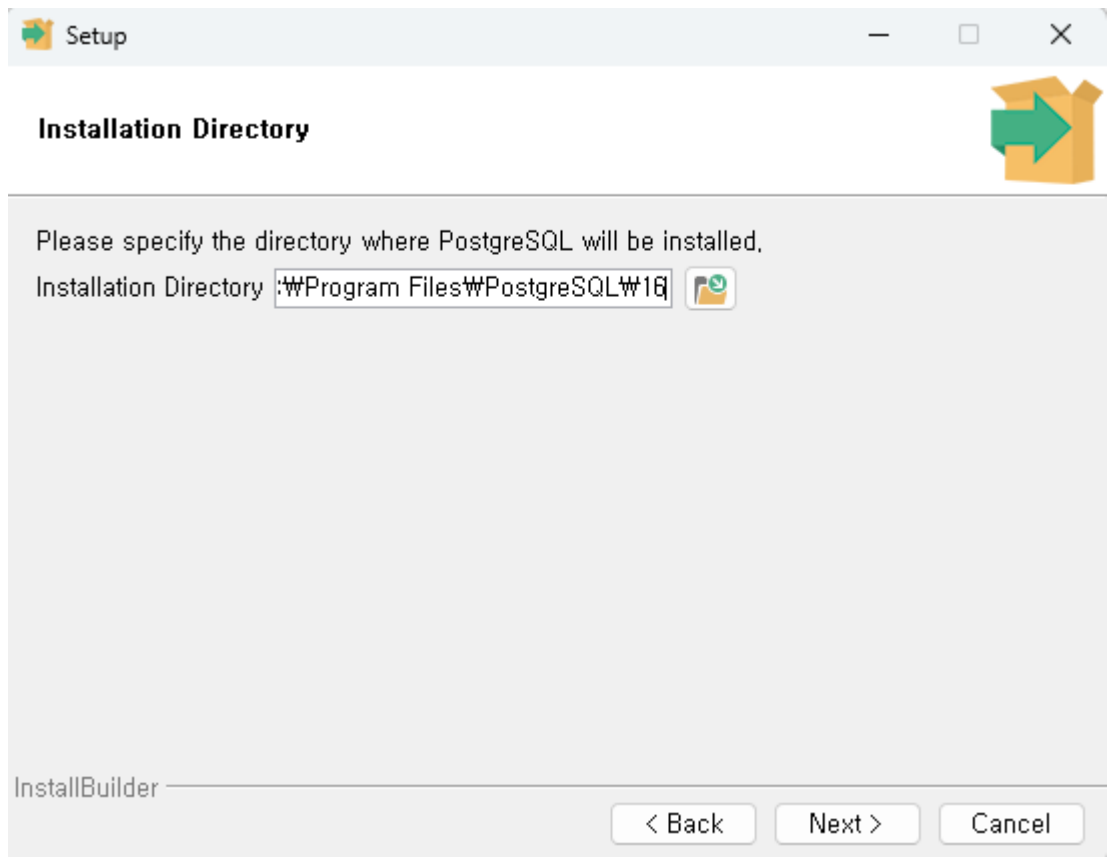 Setup
Installation Directory
Please specify the directory where PostgreSQL will be installed.
Installation Directory :₩Program Files₩PostgreSQL₩16
InstallBuilder
< Back Next > Cancel